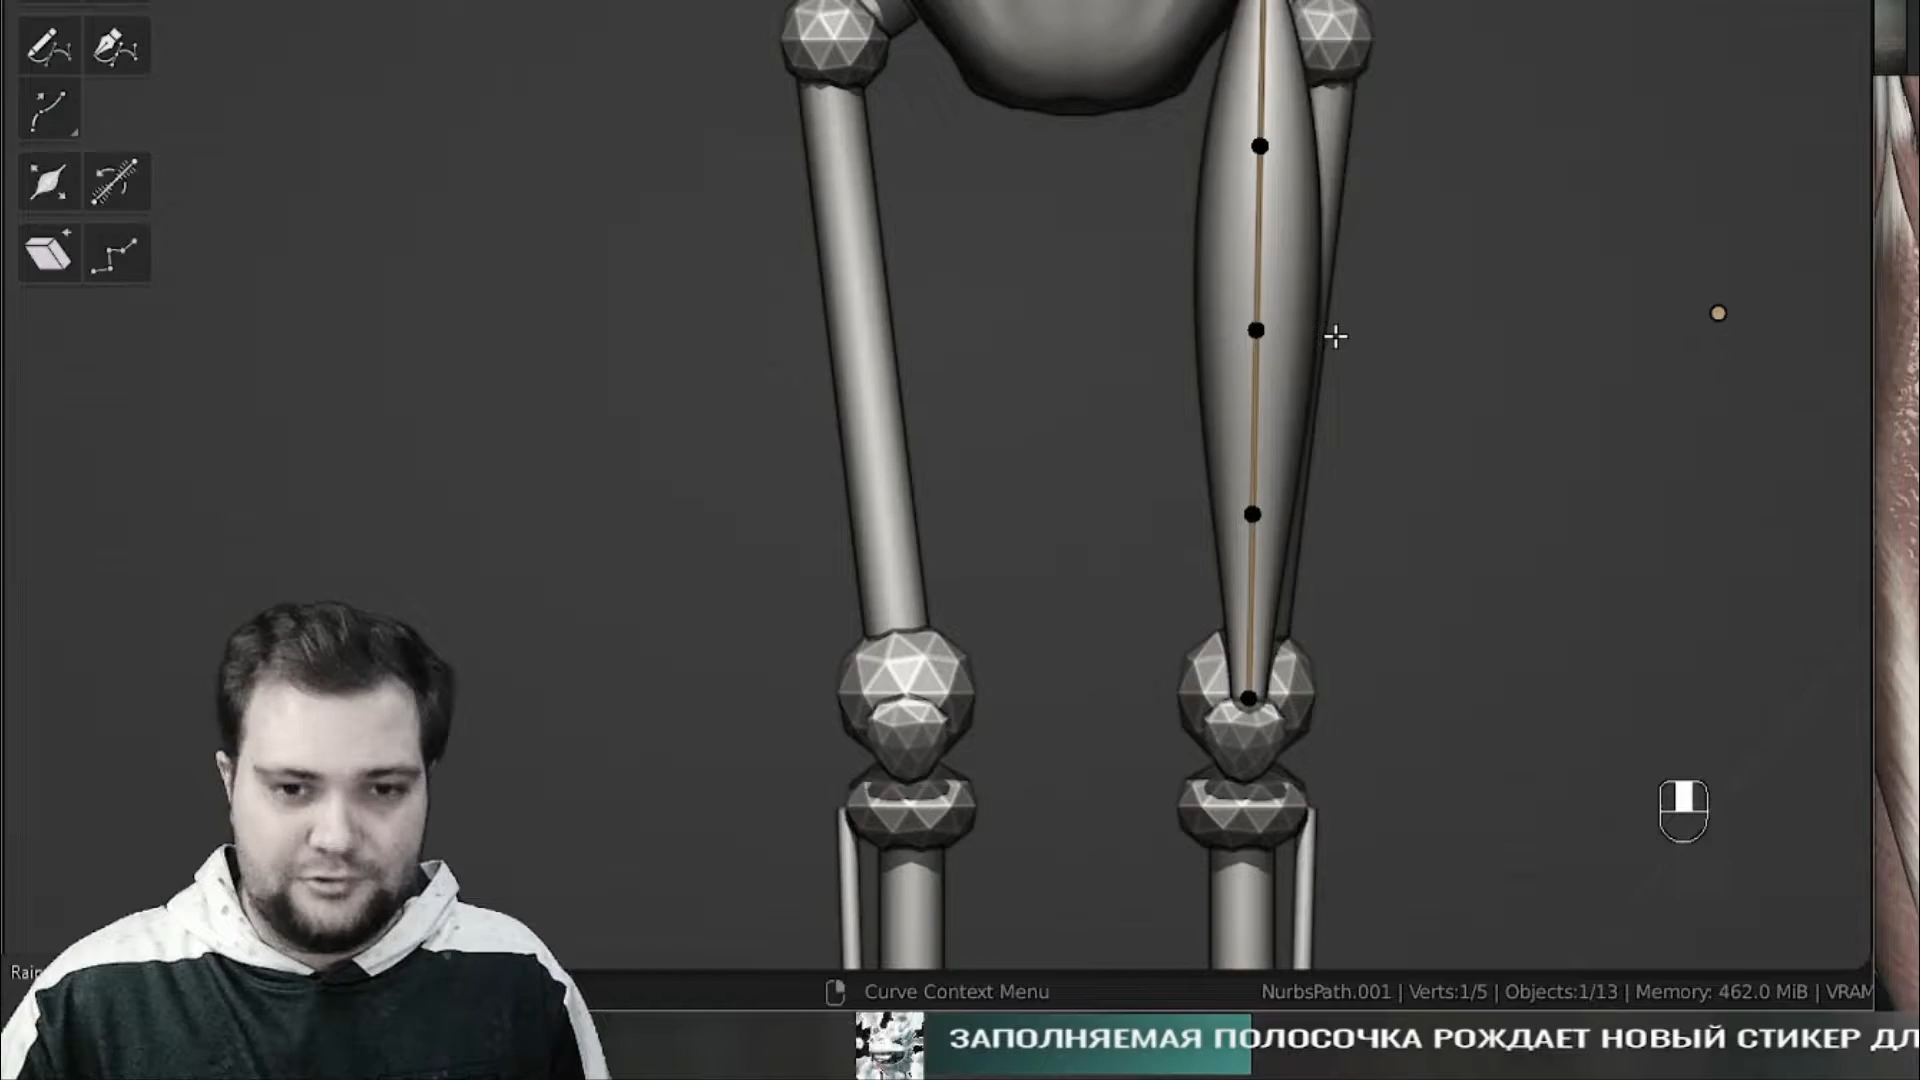 Curve Context Menu
NurbsPath.001 | Verts:1/5 | Objects:1/13 | Memory: 462.0 MiB | VRAM
ЗАПОЛНЯЕМАЯ ПОЛОСОЧКА РОЖДАЕТ НОВЫЙ СТИКЕР